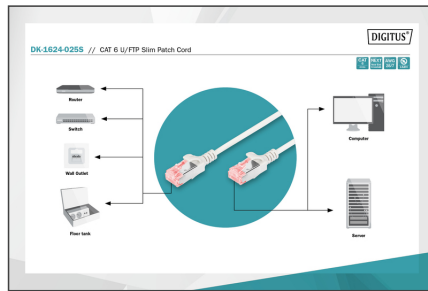 DIGITUS®
DK-1624-025S // CAT 6 U/FTP Slim Patch Cord
Router
Switch
Wall Outlet
Floor tank
Computer
Server